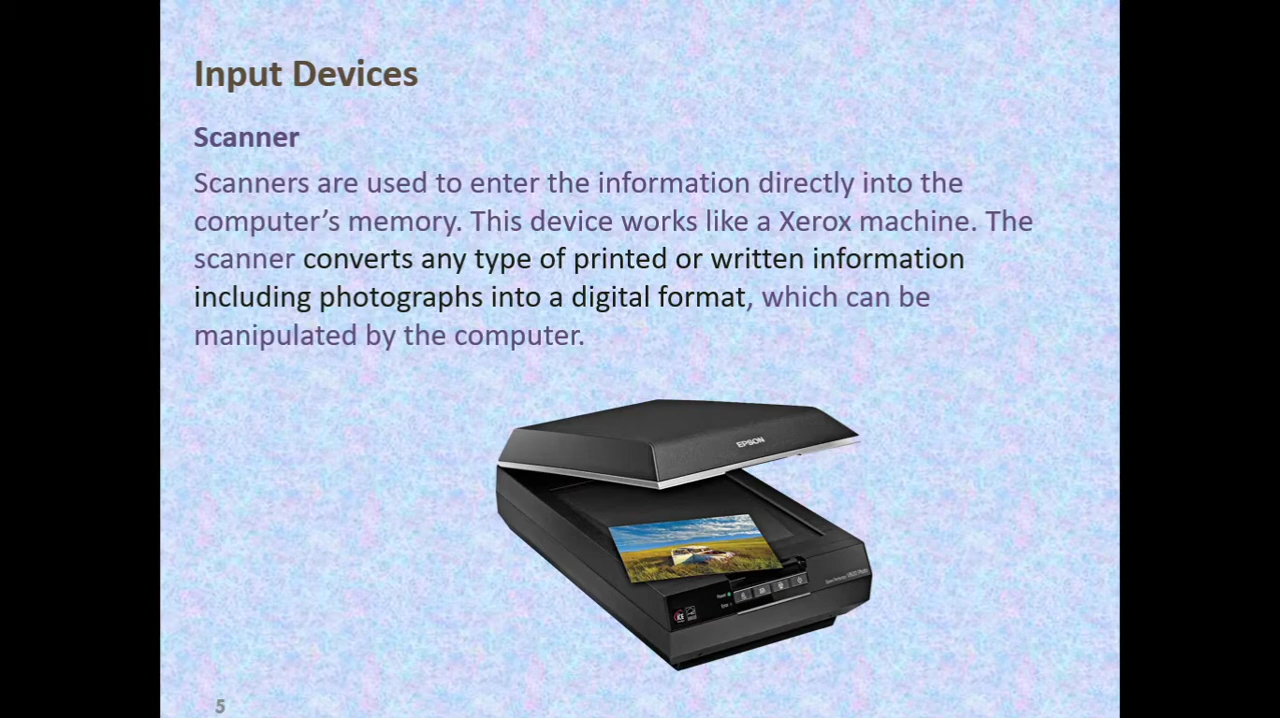 Input Devices
Scanner
Scanners are used to enter the information directly into the
computer’s memory. This device works like a Xerox machine. The
scanner converts any type of printed or written information
including photographs into a digital format, which can be
manipulated by the computer.
EPSON
5